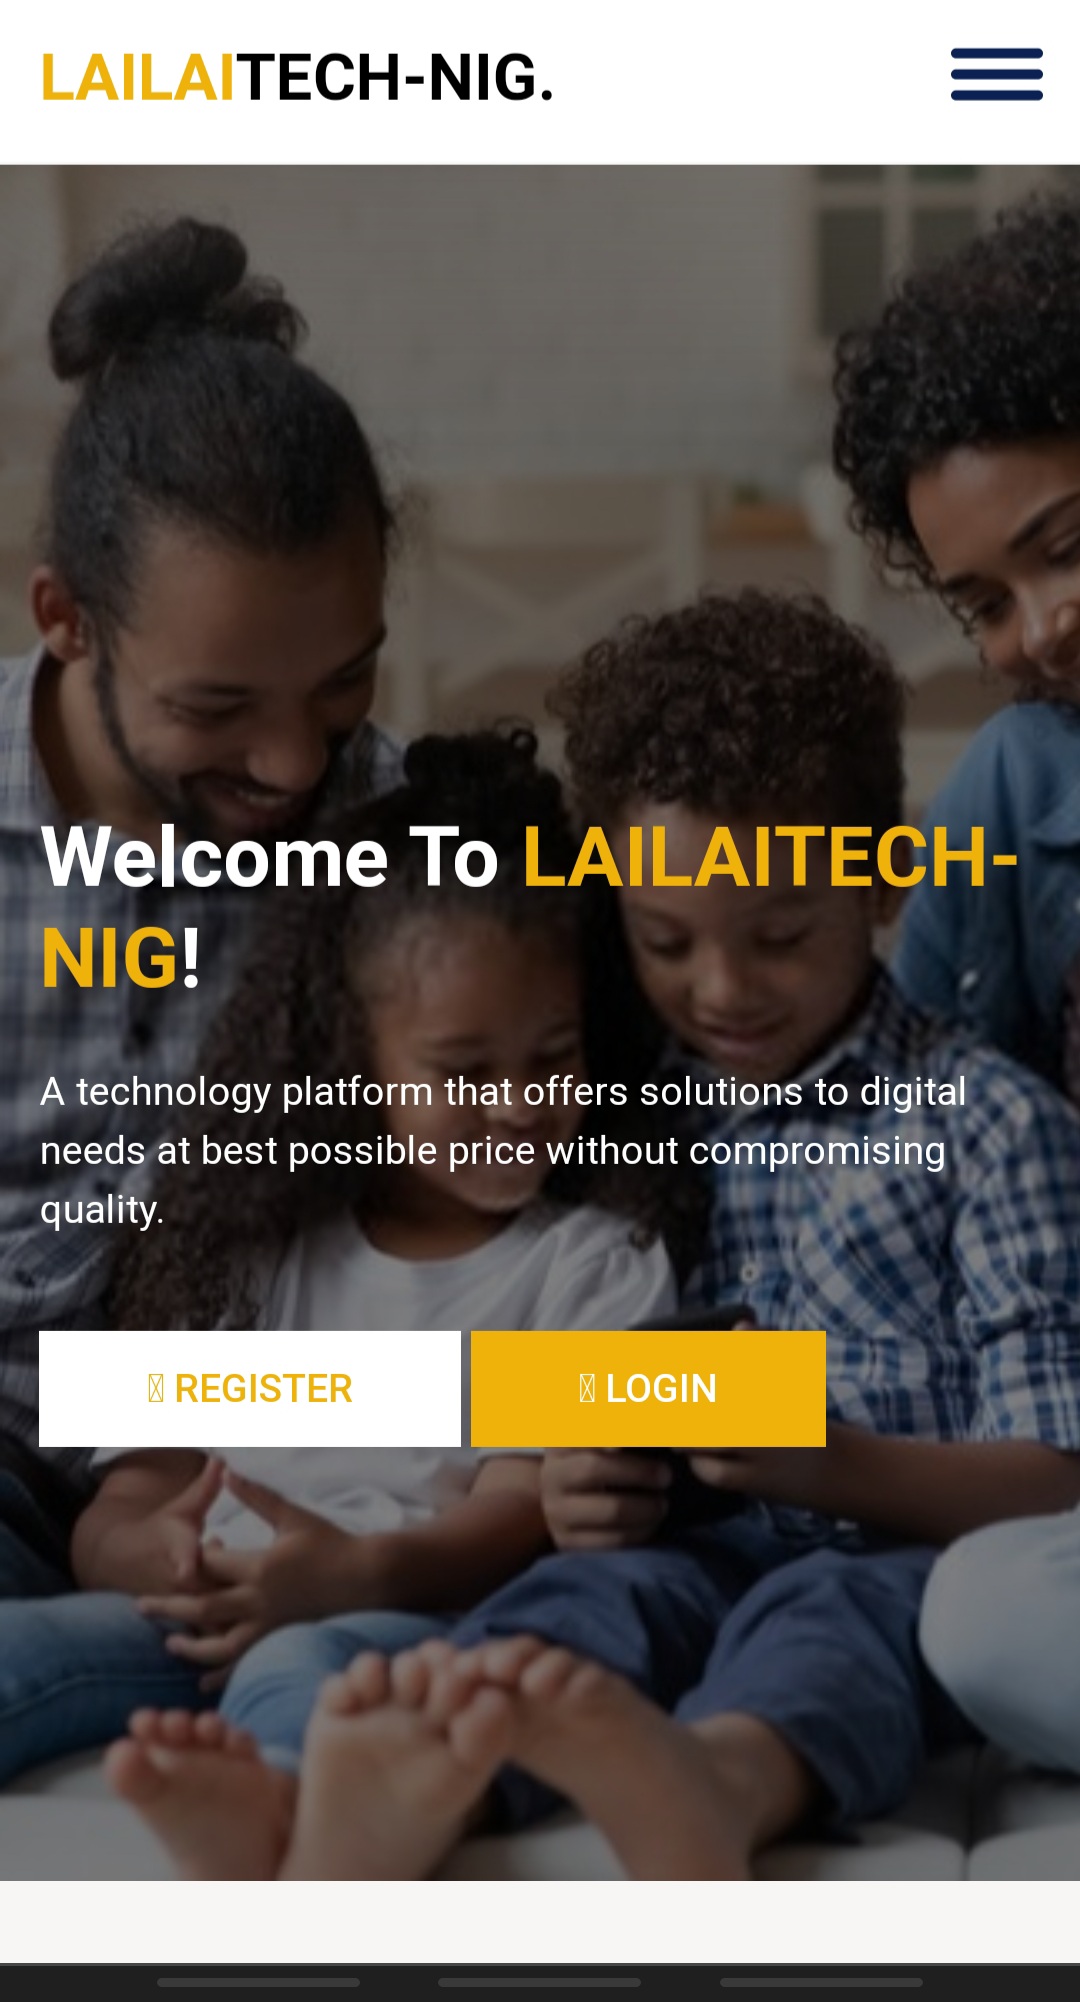 LAILAITECH-NIG.
Welcome To LAILAITECH-
NIG!
A technology platform that offers solutions to digital
needs at best possible price without compromising
quality.
REGISTER
LOGIN